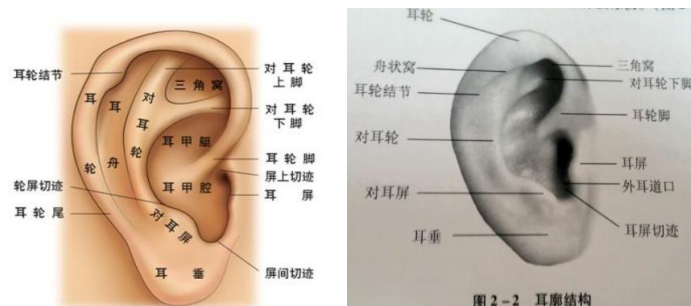 耳轮结节
对耳轮
上脚
三角窝
对耳轮
下脚
耳轮
耳舟
对耳轮
耳甲艇
耳甲腔
耳轮脚
屏上切迹
耳屏
轮屏切迹
耳轮尾
对耳屏
屏间切迹
耳垂
耳轮
舟状窝
三角窝
耳轮结节
对耳轮下脚
耳轮脚
对耳轮
耳屏
对耳屏
外耳道口
耳屏切迹
耳垂
图2-2 耳廓结构